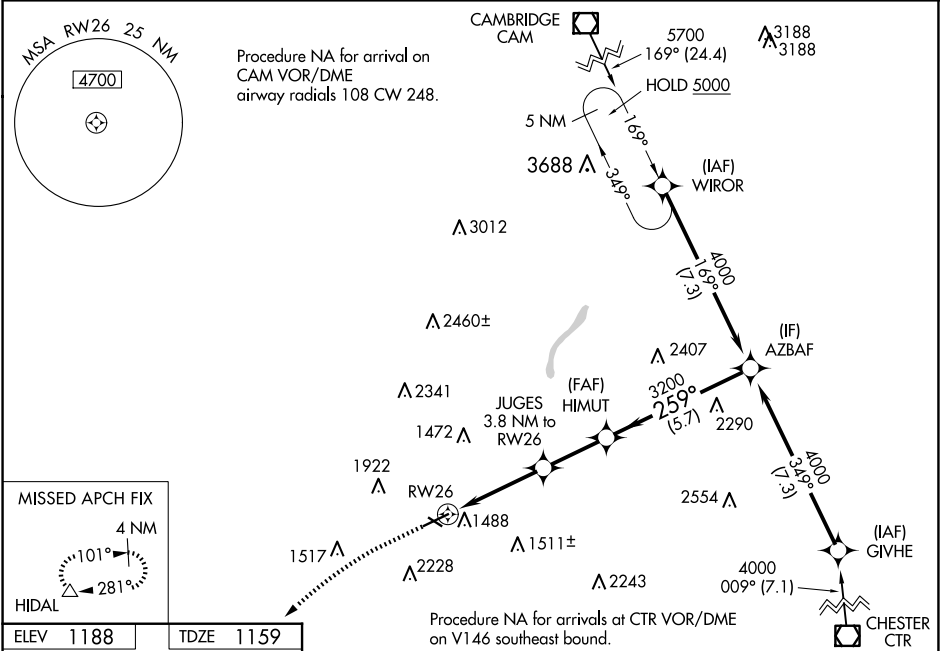 MSA RW26 25 NM
4700
Procedure NA for arrival on
CAM VOR/DME
airway radials 108 CW 248.
CAMBRIDGE
CAM
5700
169° (24.4)
3188
3188
HOLD 5000
5 NM
169°
349°
3688
(IAF)
WIROR
3012
4000
169°
(7.3)
2460±
(IF)
AZBAF
2407
2341
(FAF)
HIMUT
3200
259°
(5.7)
JUGES
3.8 NM to
RW26
2290
1472
1922
RW26
4000
349°
(7.3)
2554
1488
1511±
1517
2228
2243
(IAF)
GIVHE
4000
009° (7.1)
CHESTER
CTR
Procedure NA for arrivals at CTR VOR/DME
on V146 southeast bound.
MISSED APCH FIX
4 NM
101°
281°
HIDAL
ELEV 1188
TDZE 1159